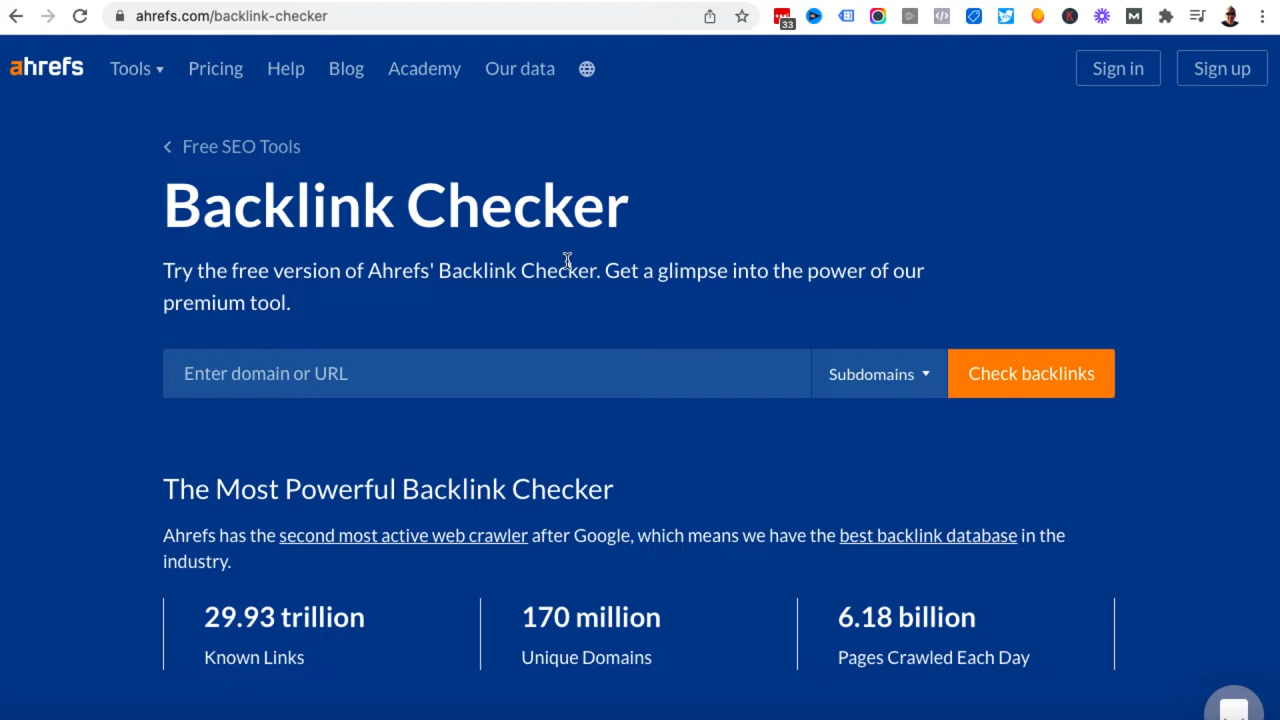 ahrefs.com/backlink-checker
33
K
M
ahrefs Tools Pricing Help Blog Academy Our data Sign in Sign up
Free SEO Tools
Backlink Checker
Try the free version of Ahrefs' Backlink Checker. Get a glimpse into the power of our
premium tool.
Enter domain or URL Subdomains Check backlinks
The Most Powerful Backlink Checker
Ahrefs has the second most active web crawler after Google, which means we have the best backlink database in the
industry.
29.93 trillion 170 million 6.18 billion
Known Links Unique Domains Pages Crawled Each Day